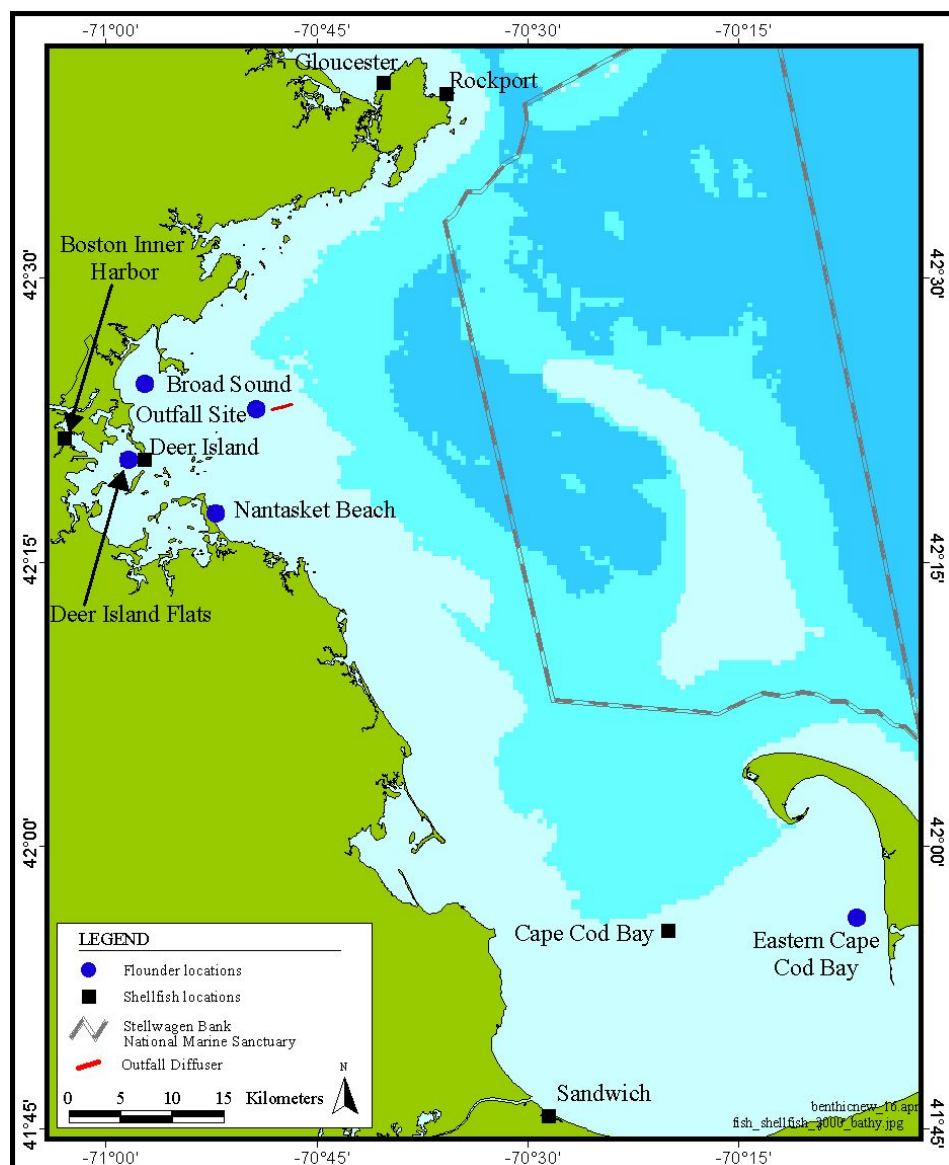 -71°00'
-70°45'
-70°30'
-70°15'
Gloucester
Rockport
Boston Inner
Harbor
42°30'
42°30'
Broad Sound
Outfall Site
Deer Island
Nantasket Beach
42°15'
42°15'
Deer Island Flats
42°00'
42°00'
Cape Cod Bay
Eastern Cape
Cod Bay
LEGEND
Flounder locations
Shellfish locations
Stellwagen Bank
National Marine Sanctuary
Outfall Diffuser
N
0 5 10 15 Kilometers
Sandwich
benthicnew_16.apr
fish_shellfish_3000_bathy.jpg
41°45'
41°45'
-71°00'
-70°45'
-70°30'
-70°15'